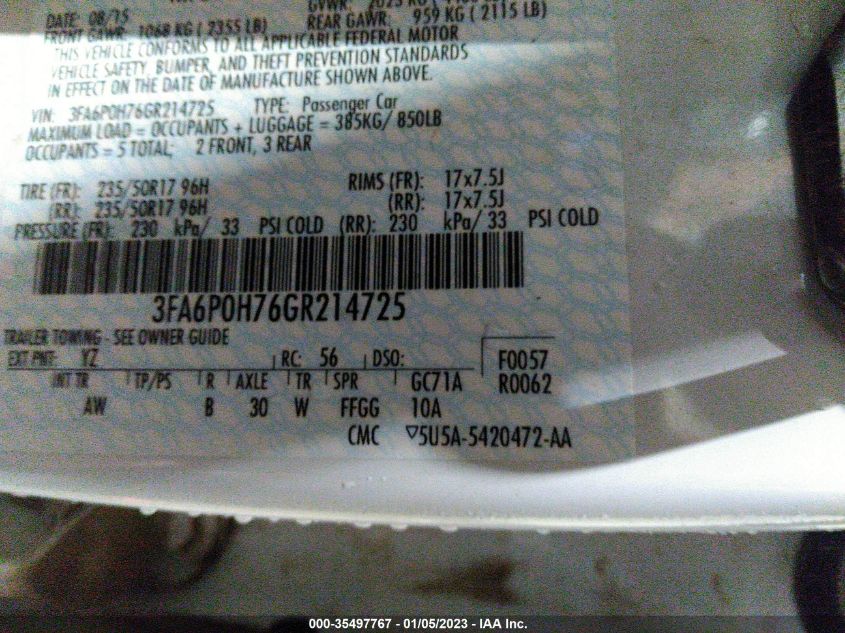 DATE: 08/15
REAR GAWR: 959 KG ( 2115 LB)
FRONT GAWR: 1068 KG ( 2355 LB)
THIS VEHICLE CONFORMS TO ALL APPLICABLE FEDERAL MOTOR
VEHICLE SAFETY, BUMPER, AND THEFT PREVENTION STANDARDS
IN EFFECT ON THE DATE OF MANUFACTURE SHOWN ABOVE.
VIN: 3FA6P0H76GR214725 TYPE: Passenger Car
MAXIMUM LOAD = OCCUPANTS + LUGGAGE = 385KG/ 850LB
OCCUPANTS = 5 TOTAL; 2 FRONT, 3 REAR
TIRE (FR): 235/50R17 96H RIMS (FR): 17x7.5J
(RR): 235/50R17 96H (RR): 17x7.5J
PRESSURE (FR): 230 kPa/ 33 PSI COLD (RR): 230 kPa/ 33 PSI COLD
3FA6P0H76GR214725
TRAILER TOWING - SEE OWNER GUIDE
EXT PNT: YZ RC: 56 DSO: F0057
INT TR TP/PS R AXLE TR SPR GC71A R0062
AW B 30 W FFGG 10A
CMC ▽5U5A-5420472-AA
000-35497767 - 01/05/2023 - IAA Inc.